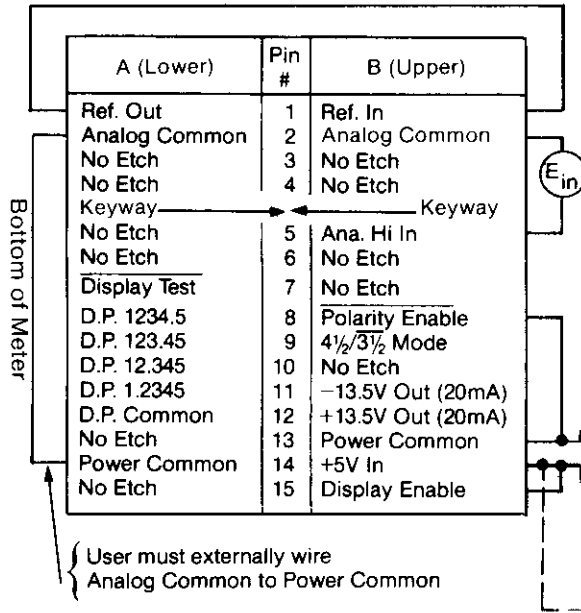 A (Lower) Pin # B (Upper)
Ref. Out 1 Ref. In
Analog Common 2 Analog Common
No Etch 3 No Etch
No Etch 4 No Etch
Keyway Keyway
No Etch 5 Ana. Hi In
No Etch 6 No Etch
Display Test 7 No Etch
D.P. 1234.5 8 Polarity Enable
D.P. 123.45 9 4½/3½ Mode
D.P. 12.345 10 No Etch
D.P. 1.2345 11 −13.5V Out (20mA)
D.P. Common 12 +13.5V Out (20mA)
No Etch 13 Power Common
Power Common 14 +5V In
No Etch 15 Display Enable
Bottom of Meter
E in
User must externally wire
Analog Common to Power Common